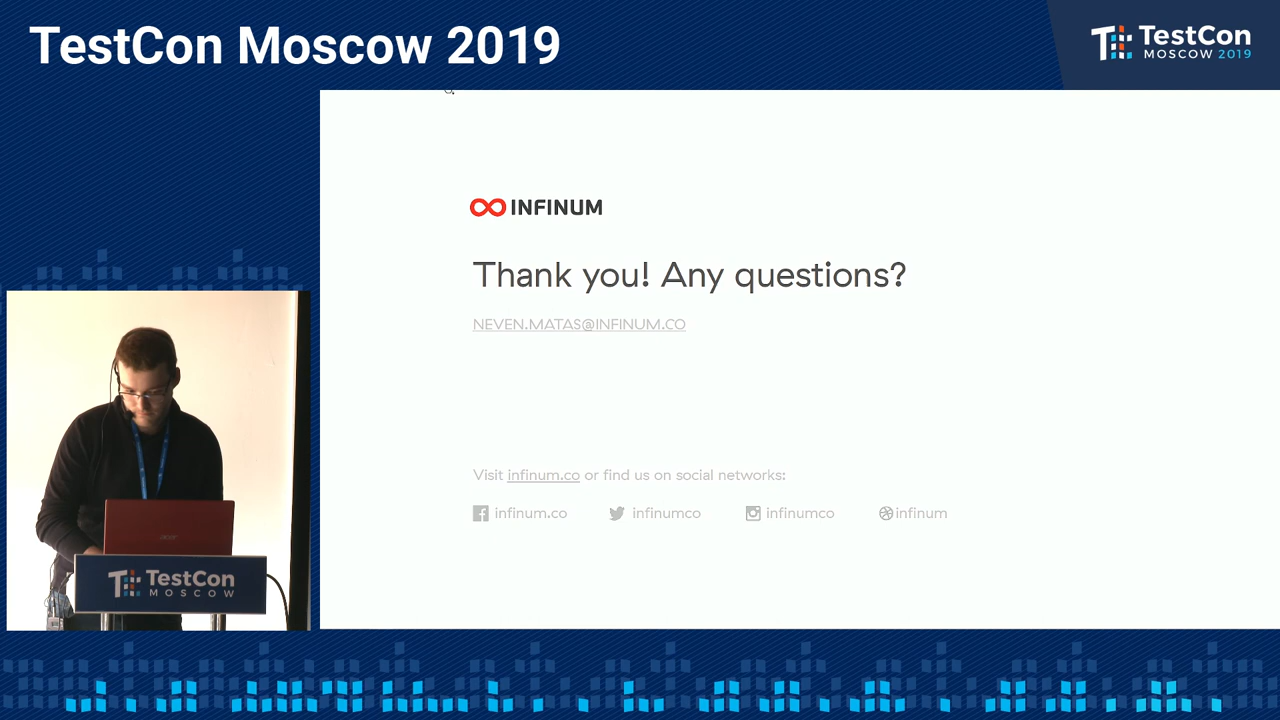 TestCon Moscow 2019
TestCon
MOSCOW 2019
INFINUM
Thank you! Any questions?
NEVEN.MATAS@INFINUM.CO
Visit infinum.co or find us on social networks:
infinum.co infinumco infinumco infinum
acer
TestCon
MOSCOW